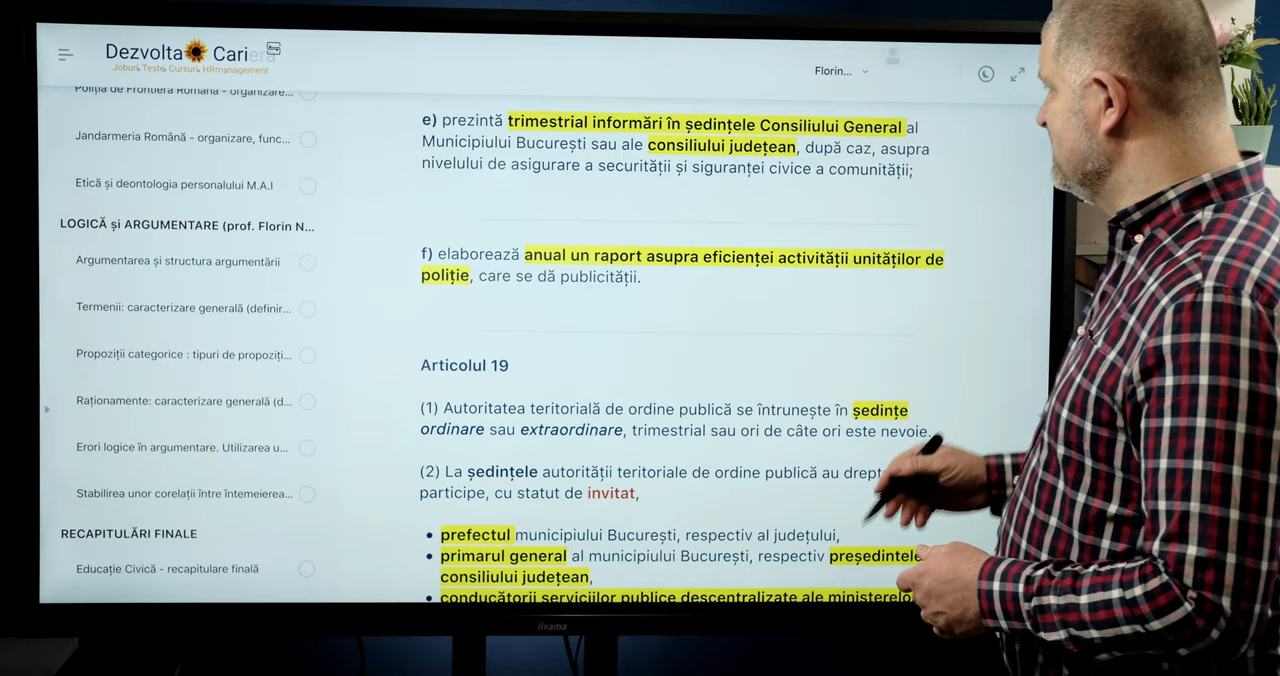 Dezvolta Cariera
Joburi, Teste, Cursuri, HRmanagement
Florin...
Poliția de Frontieră Română - organizare...
Jandarmeria Română - organizare, func...
Etică și deontologia personalului M.A.I
LOGICĂ și ARGUMENTARE (prof. Florin N...
Argumentarea și structura argumentării
Termenii: caracterizare generală (definir...
Propoziții categorice : tipuri de propoziți...
Raționamente: caracterizare generală (d...
Erori logice în argumentare. Utilizarea u...
Stabilirea unor corelații între întemeierea...
RECAPITULĂRI FINALE
Educație Civică - recapitulare finală
e) prezintă trimestrial informări în ședințele Consiliului General al
Municipiului București sau ale consiliului județean, după caz, asupra
nivelului de asigurare a securității și siguranței civice a comunității;
f) elaborează anual un raport asupra eficienței activității unităților de
poliție, care se dă publicității.
Articolul 19
(1) Autoritatea teritorială de ordine publică se întrunește în ședințe
ordinare sau extraordinare, trimestrial sau ori de câte ori este nevoie.
(2) La ședințele autorității teritoriale de ordine publică au drept
participe, cu statut de invitat,
• prefectul municipiului București, respectiv al județului,
• primarul general al municipiului București, respectiv președintele
consiliului județean,
• conducătorii serviciilor publice descentralizate ale ministerelo
iiyama